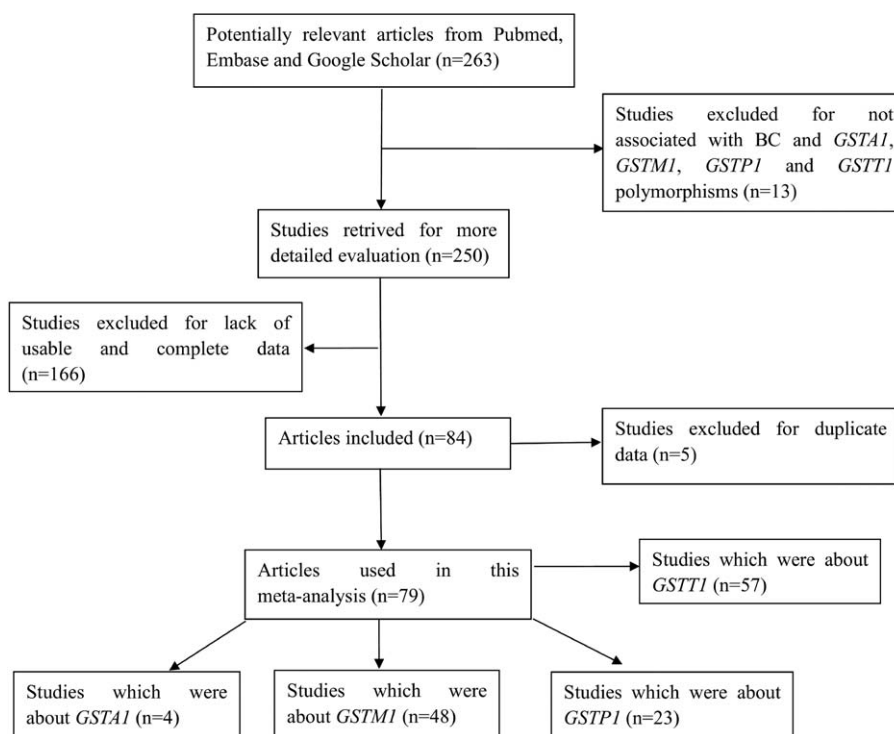 Potentially relevant articles from Pubmed,
Embase and Google Scholar (n=263)
Studies excluded for not
associated with BC and GSTA1,
GSTM1, GSTP1 and GSTT1
polymorphisms (n=13)
Studies retrived for more
detailed evaluation (n=250)
Studies excluded for lack of
usable and complete data
(n=166)
Articles included (n=84)
Studies excluded for duplicate
data (n=5)
Articles used in this
meta-analysis (n=79)
Studies which were about
GSTT1 (n=57)
Studies which were
about GSTA1 (n=4)
Studies which were
about GSTM1 (n=48)
Studies which were about
GSTP1 (n=23)